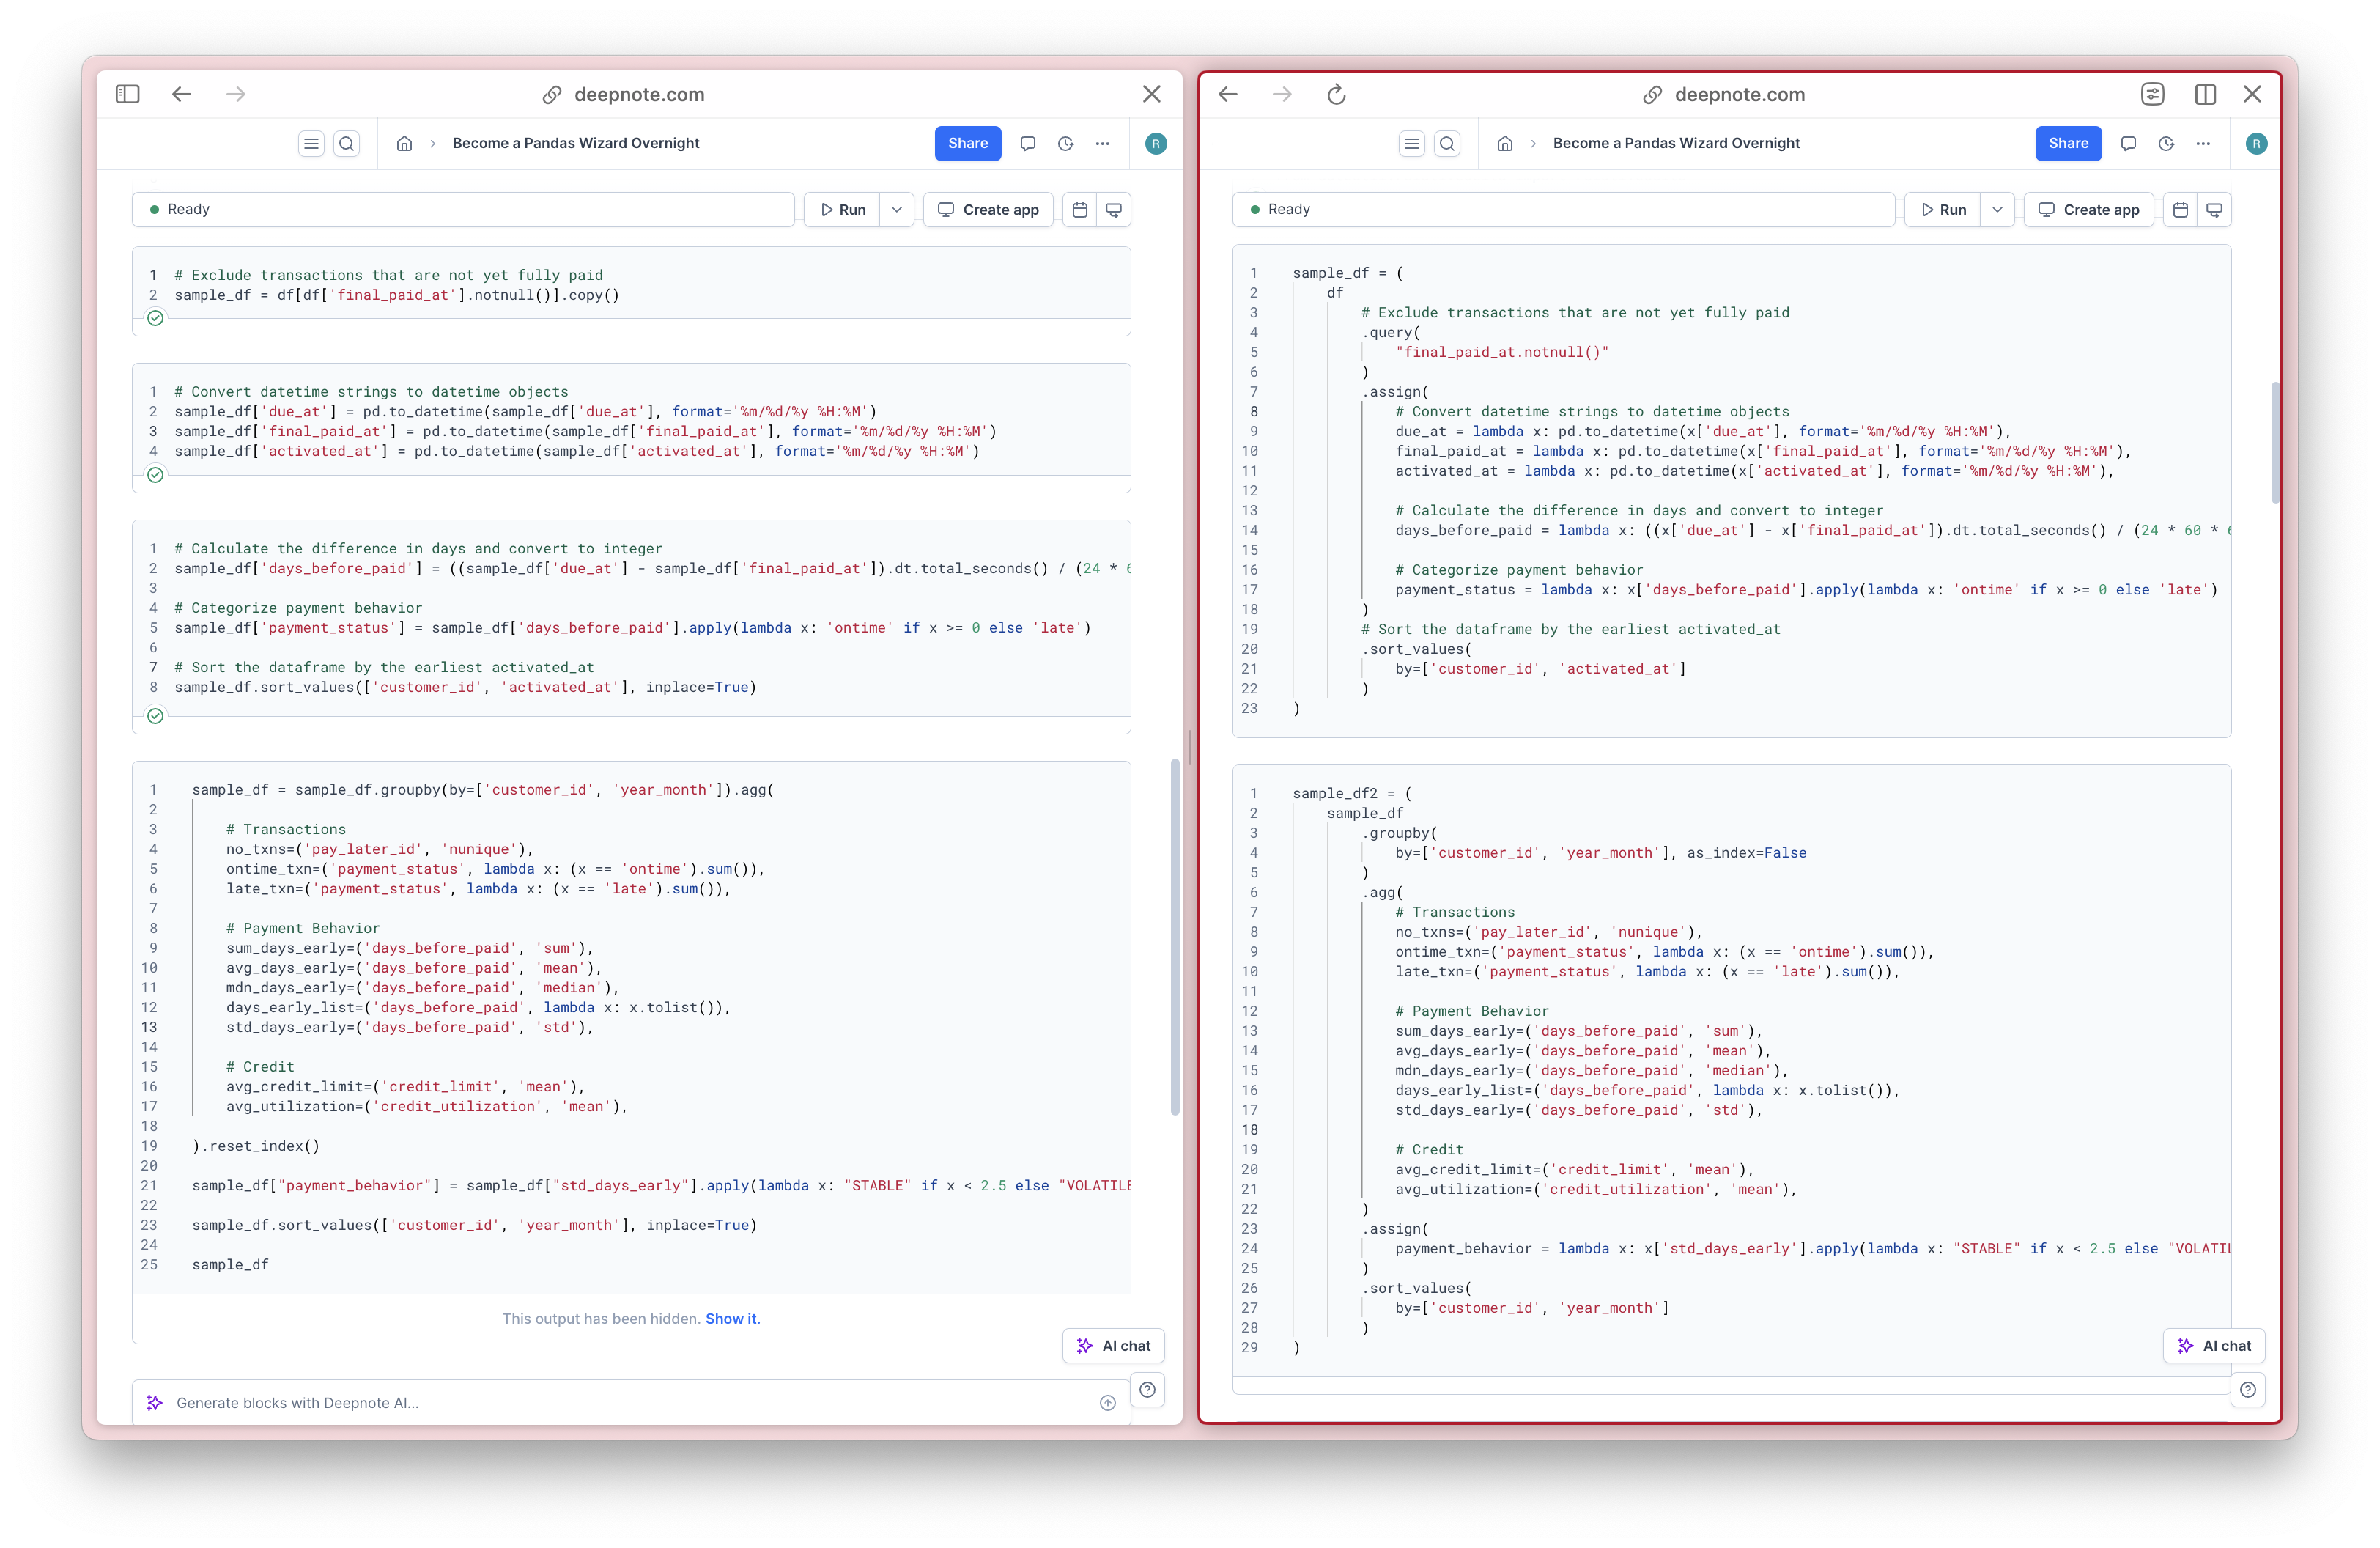 deepnote.com
Become a Pandas Wizard Overnight
Share
R
Ready
Run
Create app
1 # Exclude transactions that are not yet fully paid
2 sample_df = df[df['final_paid_at'].notnull()].copy()
1 # Convert datetime strings to datetime objects
2 sample_df['due_at'] = pd.to_datetime(sample_df['due_at'], format='%m/%d/%y %H:%M')
3 sample_df['final_paid_at'] = pd.to_datetime(sample_df['final_paid_at'], format='%m/%d/%y %H:%M')
4 sample_df['activated_at'] = pd.to_datetime(sample_df['activated_at'], format='%m/%d/%y %H:%M')
1 # Calculate the difference in days and convert to integer
2 sample_df['days_before_paid'] = ((sample_df['due_at'] - sample_df['final_paid_at']).dt.total_seconds() / (24 * 6
3
4 # Categorize payment behavior
5 sample_df['payment_status'] = sample_df['days_before_paid'].apply(lambda x: 'ontime' if x >= 0 else 'late')
6
7 # Sort the dataframe by the earliest activated_at
8 sample_df.sort_values(['customer_id', 'activated_at'], inplace=True)
1 sample_df = sample_df.groupby(by=['customer_id', 'year_month']).agg(
2
3 # Transactions
4 no_txns=('pay_later_id', 'nunique'),
5 ontime_txn=('payment_status', lambda x: (x == 'ontime').sum()),
6 late_txn=('payment_status', lambda x: (x == 'late').sum()),
7
8 # Payment Behavior
9 sum_days_early=('days_before_paid', 'sum'),
10 avg_days_early=('days_before_paid', 'mean'),
11 mdn_days_early=('days_before_paid', 'median'),
12 days_early_list=('days_before_paid', lambda x: x.tolist()),
13 std_days_early=('days_before_paid', 'std'),
14
15 # Credit
16 avg_credit_limit=('credit_limit', 'mean'),
17 avg_utilization=('credit_utilization', 'mean'),
18
19 ).reset_index()
20
21 sample_df["payment_behavior"] = sample_df["std_days_early"].apply(lambda x: "STABLE" if x < 2.5 else "VOLATILE
22
23 sample_df.sort_values(['customer_id', 'year_month'], inplace=True)
24
25 sample_df
This output has been hidden. Show it.
AI chat
Generate blocks with Deepnote AI...
deepnote.com
Become a Pandas Wizard Overnight
Share
R
Ready
Run
Create app
1 sample_df = (
2 df
3 # Exclude transactions that are not yet fully paid
4 .query(
5 "final_paid_at.notnull()"
6 )
7 .assign(
8 # Convert datetime strings to datetime objects
9 due_at = lambda x: pd.to_datetime(x['due_at'], format='%m/%d/%y %H:%M'),
10 final_paid_at = lambda x: pd.to_datetime(x['final_paid_at'], format='%m/%d/%y %H:%M'),
11 activated_at = lambda x: pd.to_datetime(x['activated_at'], format='%m/%d/%y %H:%M'),
12
13 # Calculate the difference in days and convert to integer
14 days_before_paid = lambda x: ((x['due_at'] - x['final_paid_at']).dt.total_seconds() / (24 * 60 * 6
15
16 # Categorize payment behavior
17 payment_status = lambda x: x['days_before_paid'].apply(lambda x: 'ontime' if x >= 0 else 'late')
18 )
19 # Sort the dataframe by the earliest activated_at
20 .sort_values(
21 by=['customer_id', 'activated_at']
22 )
23 )
1 sample_df2 = (
2 sample_df
3 .groupby(
4 by=['customer_id', 'year_month'], as_index=False
5 )
6 .agg(
7 # Transactions
8 no_txns=('pay_later_id', 'nunique'),
9 ontime_txn=('payment_status', lambda x: (x == 'ontime').sum()),
10 late_txn=('payment_status', lambda x: (x == 'late').sum()),
11
12 # Payment Behavior
13 sum_days_early=('days_before_paid', 'sum'),
14 avg_days_early=('days_before_paid', 'mean'),
15 mdn_days_early=('days_before_paid', 'median'),
16 days_early_list=('days_before_paid', lambda x: x.tolist()),
17 std_days_early=('days_before_paid', 'std'),
18
19 # Credit
20 avg_credit_limit=('credit_limit', 'mean'),
21 avg_utilization=('credit_utilization', 'mean'),
22 )
23 .assign(
24 payment_behavior = lambda x: x['std_days_early'].apply(lambda x: "STABLE" if x < 2.5 else "VOLATIL
25 )
26 .sort_values(
27 by=['customer_id', 'year_month']
28 )
29 )
AI chat